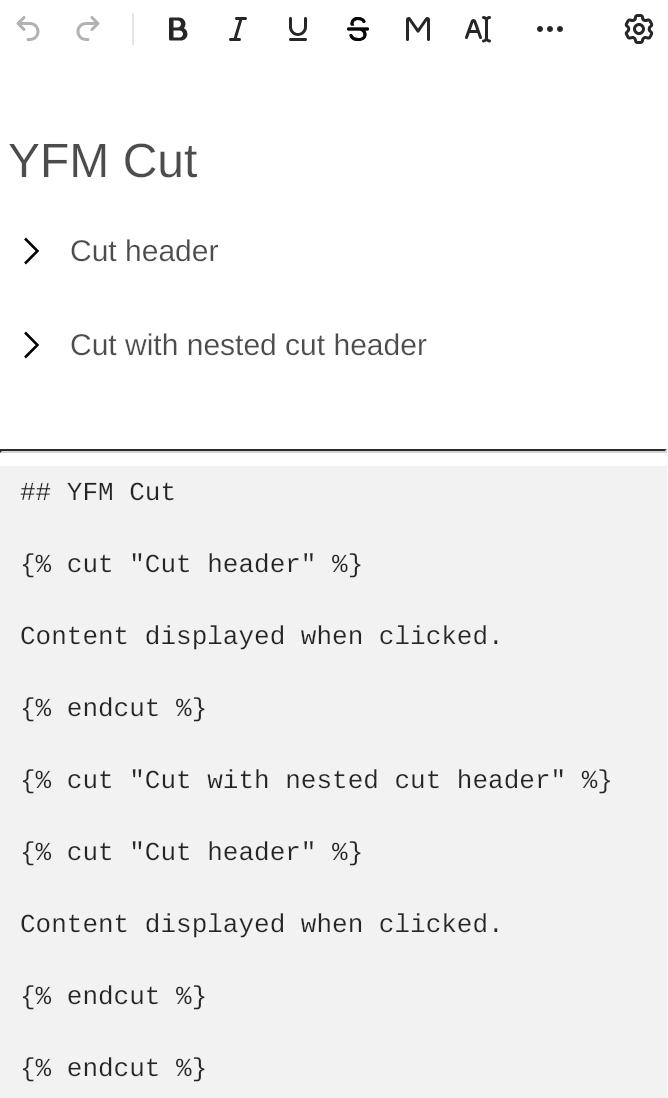 YFM Cut
Cut header
Cut with nested cut header
## YFM Cut
{% cut "Cut header" %}
Content displayed when clicked.
{% endcut %}
{% cut "Cut with nested cut header" %}
{% cut "Cut header" %}
Content displayed when clicked.
{% endcut %}
{% endcut %}